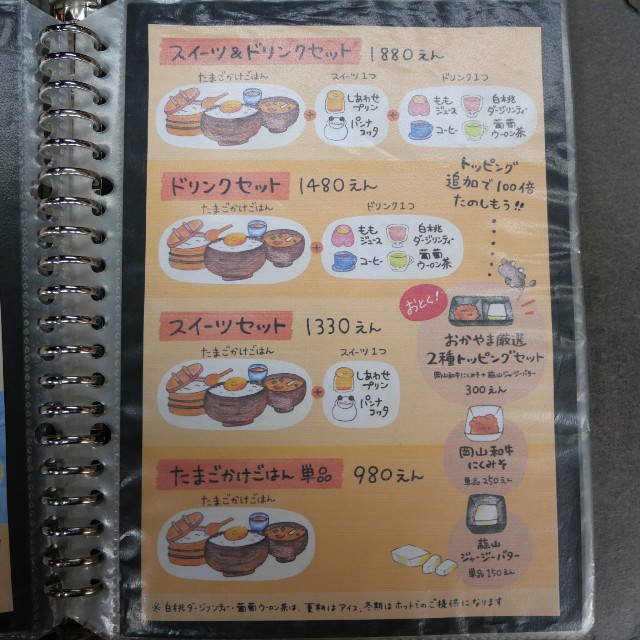 スイーツ&ドリンクセット 1880えん
たまごかけごはん
スイーツ1つ
ドリンク1つ
しあわせ
プリン
パンナ
コッタ
もも
ジュース
白桃
ダージリンティ
コーヒー
葡萄
ウーロン茶
ドリンクセット 1480えん
たまごかけごはん
ドリンク1つ
もも
ジュース
白桃
ダージリンティ
コーヒー
葡萄
ウーロン茶
トッピング
追加で100倍
たのしもう!!
スイーツセット 1330えん
たまごかけごはん
スイーツ1つ
しあわせ
プリン
パンナ
コッタ
おとく!
おかやま厳選
2種トッピングセット
岡山和牛にくみそ+蒜山ジャージーバター
300えん
岡山和牛
にくみそ
単品250えん
蒜山
ジャージーバター
単品150えん
たまごかけごはん 単品 980えん
たまごかけごはん
※白桃ダージリンティ・葡萄ウーロン茶は、夏期はアイス、冬期はホットでのご提供になります